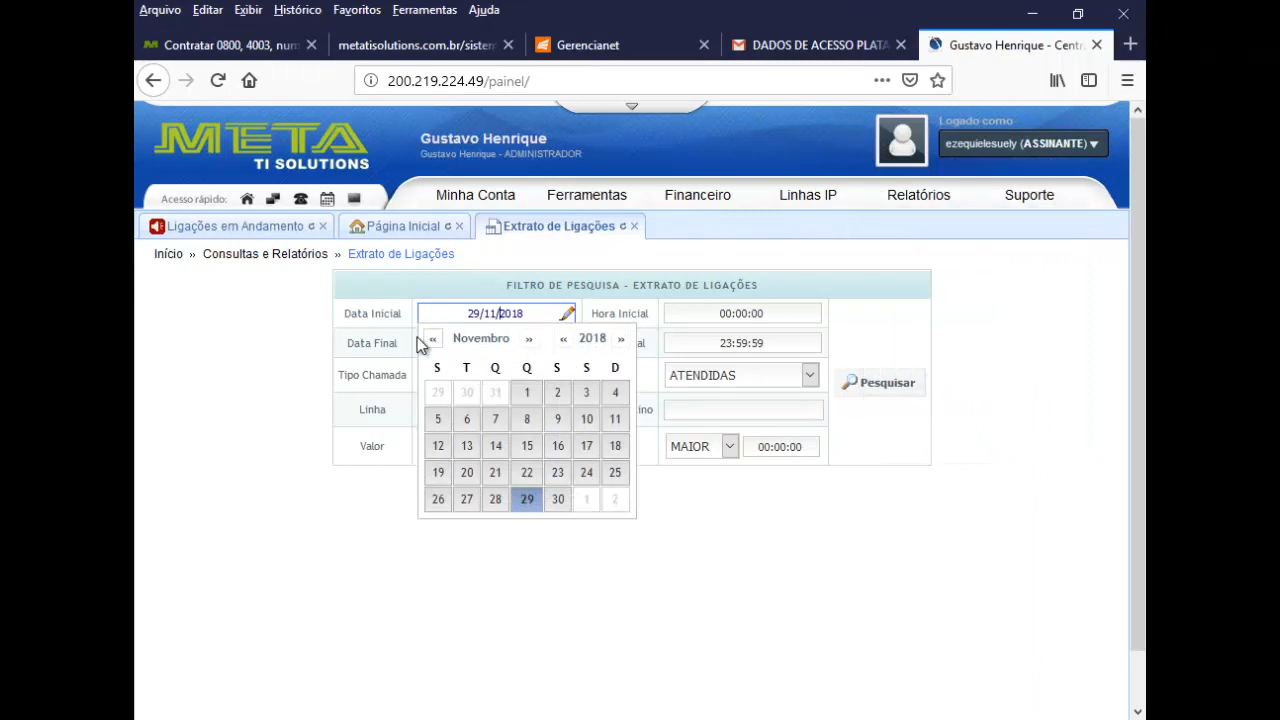 Arquivo Editar Exibir Histórico Favoritos Ferramentas Ajuda
Contratar 0800, 4003, num
metatisolutions.com.br/sistem
Gerencianet
DADOS DE ACESSO PLATA
Gustavo Henrique - Centr
200.219.224.49/painel/
META
TI SOLUTIONS
Gustavo Henrique
Gustavo Henrique - ADMINISTRADOR
Logado como
ezequielesuely (ASSINANTE)
Acesso rápido:
Minha Conta Ferramentas Financeiro Linhas IP Relatórios Suporte
Ligações em Andamento
Página Inicial
Extrato de Ligações
Início » Consultas e Relatórios » Extrato de Ligações
FILTRO DE PESQUISA - EXTRATO DE LIGAÇÕES
Data Inicial 29/11/2018 Hora Inicial 00:00:00
Data Final al 23:59:59
Tipo Chamada ATENDIDAS
Linha ino
Valor MAIOR 00:00:00
Pesquisar
« Novembro » « 2018 »
S T Q Q S S D
29 30 31 1 2 3 4
5 6 7 8 9 10 11
12 13 14 15 16 17 18
19 20 21 22 23 24 25
26 27 28 29 30 1 2